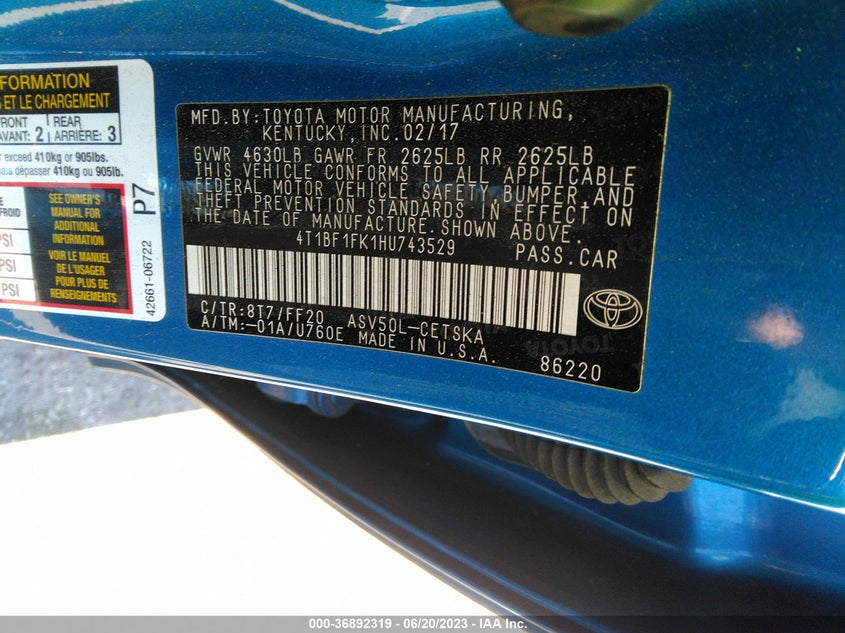 FORMATION
ET LE CHARGEMENT
FRONT
AVANT: 2
REAR
ARRIÈRE: 3
exceed 410kg or 905lbs.
dépasser 410kg ou 905lb.
SEE OWNER'S
MANUAL FOR
ADDITIONAL
INFORMATION
VOIR LE MANUEL
DE L'USAGER
POUR PLUS DE
RENSEIGNEMENTS
FROID
PSI
PSI
PSI
P7
42661-06722
MFD. BY: TOYOTA MOTOR MANUFACTURING,
KENTUCKY, INC. 02/17
GVWR 4630LB GAWR FR 2625LB RR 2625LB
THIS VEHICLE CONFORMS TO ALL APPLICABLE
FEDERAL MOTOR VEHICLE SAFETY, BUMPER, AND
THEFT PREVENTION STANDARDS IN EFFECT ON
THE DATE OF MANUFACTURE SHOWN ABOVE.
4T1BF1FK1HU743529 PASS. CAR
C/TR: 8T7/FF20 ASV50L-CETSKA
A/TM: -01A/U760E MADE IN U.S.A.
86220
000-36892319 - 06/20/2023 - IAA Inc.